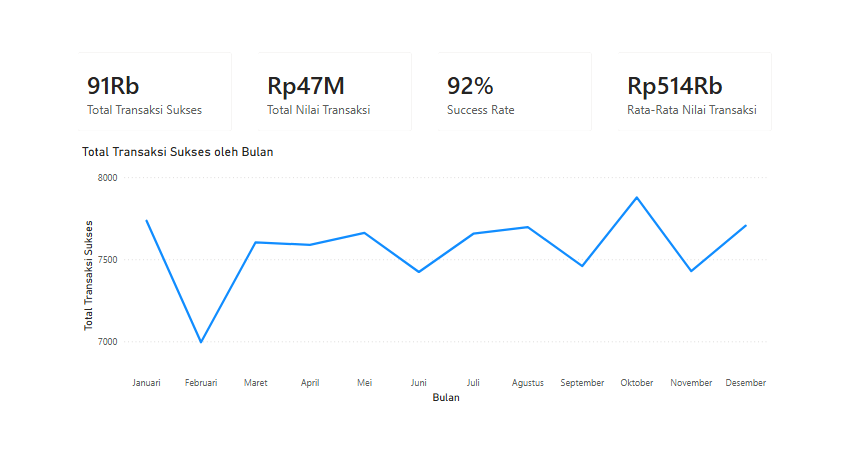 91Rb
Total Transaksi Sukses
Rp47M
Total Nilai Transaksi
92%
Success Rate
Rp514Rb
Rata-Rata Nilai Transaksi
Total Transaksi Sukses oleh Bulan
Total Transaksi Sukses
8000
7500
7000
Januari Februari Maret April Mei Juni Juli Agustus September Oktober November Desember
Bulan